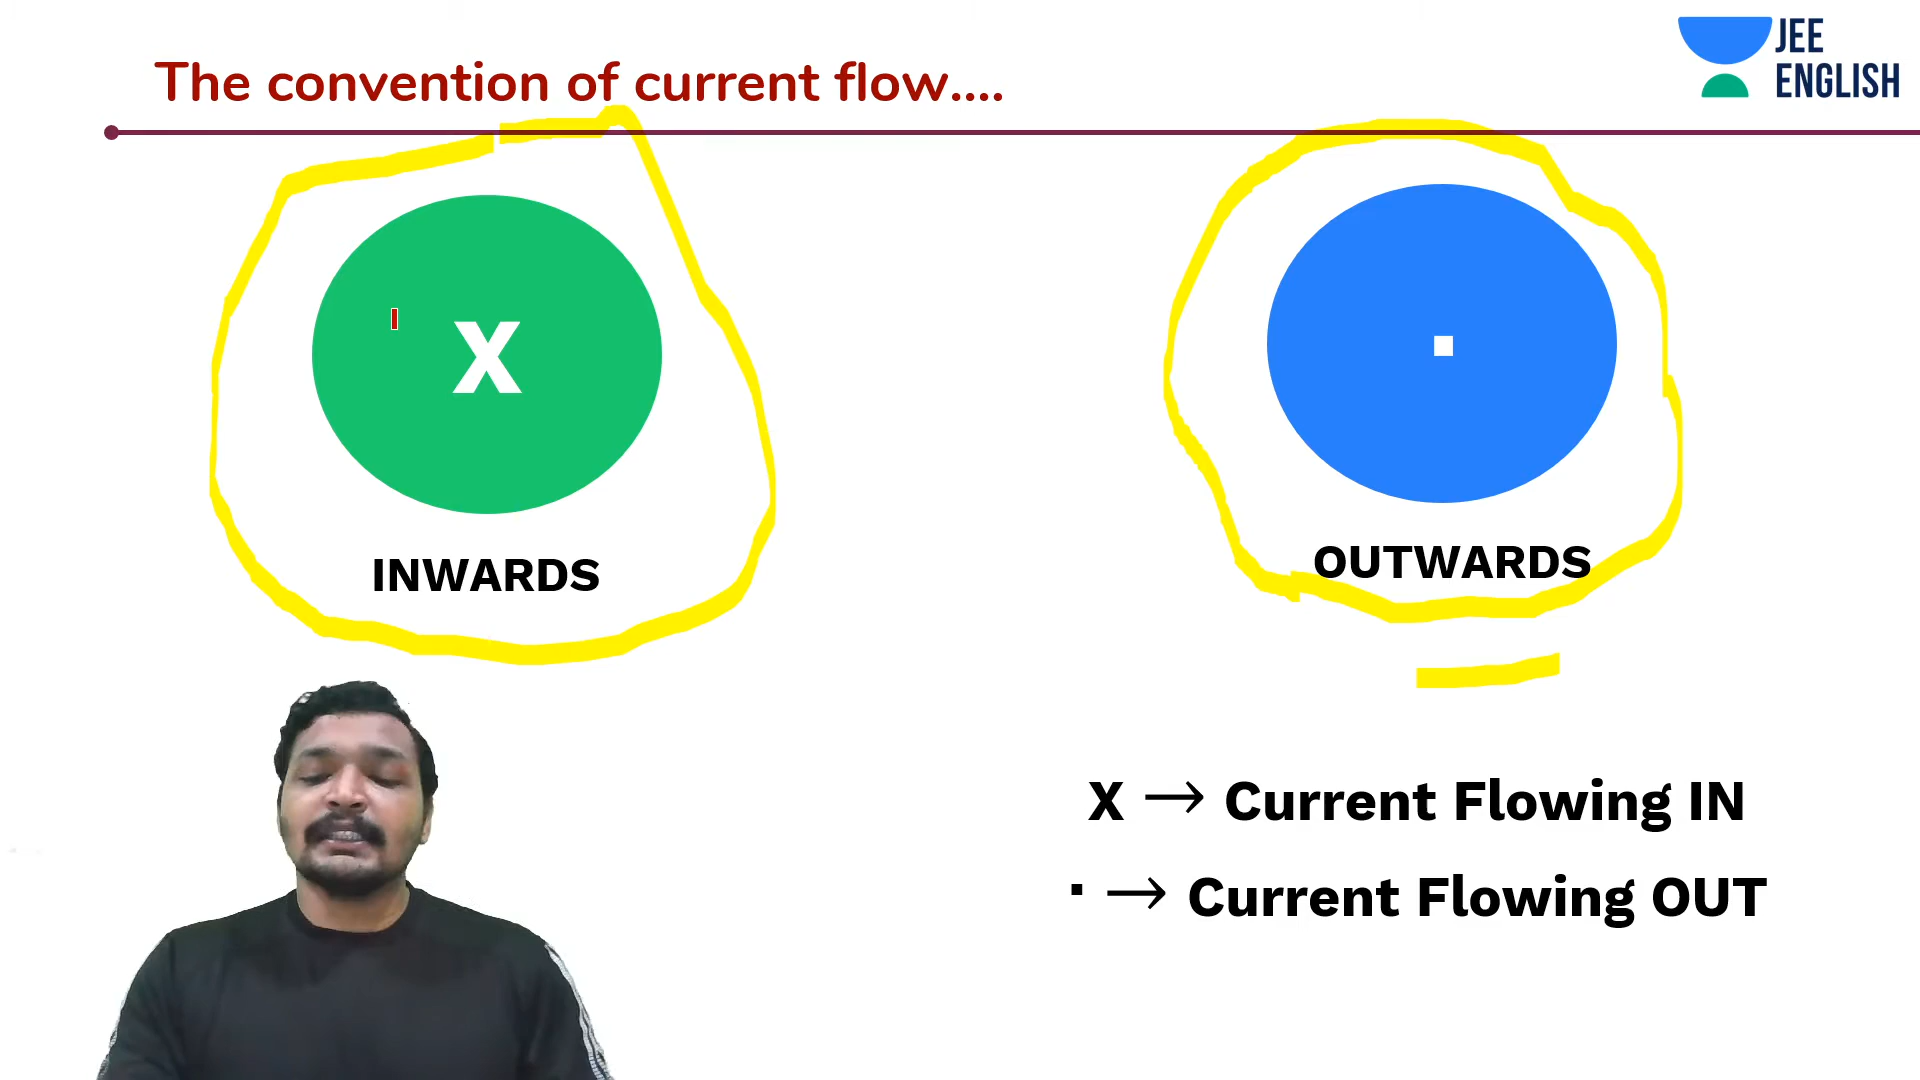 The convention of current flow....
JEE
ENGLISH
X
INWARDS
OUTWARDS
X → Current Flowing IN
. → Current Flowing OUT